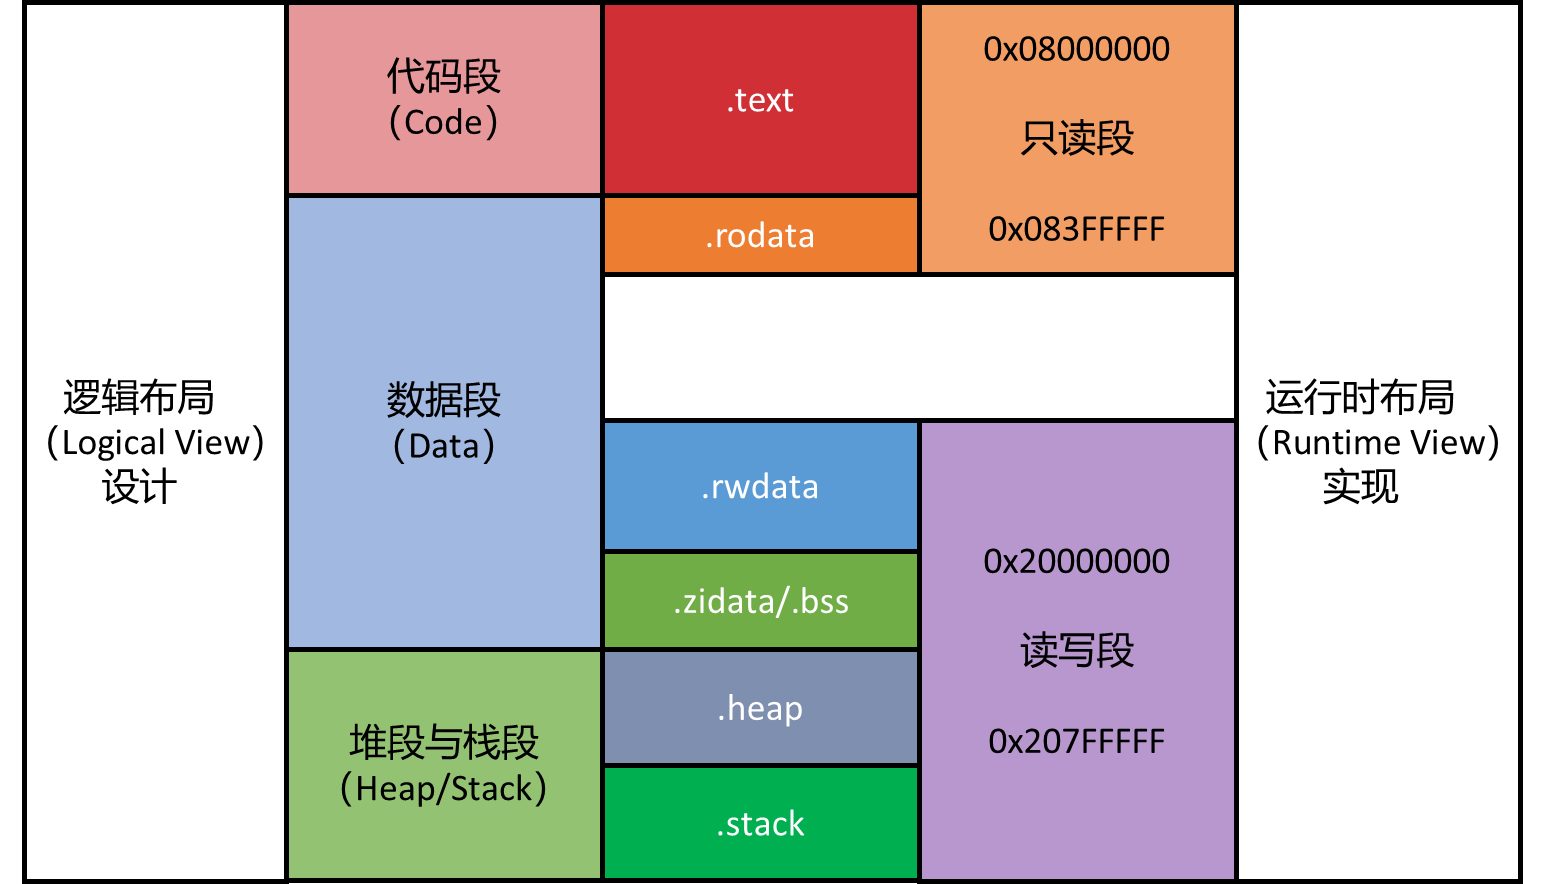 逻辑布局
（Logical View）
设计
代码段
（Code）
数据段
（Data）
堆段与栈段
（Heap/Stack）
.text
.rodata
.rwdata
.zidata/.bss
.heap
.stack
0x08000000
只读段
0x083FFFFF
0x20000000
读写段
0x207FFFFF
运行时布局
（Runtime View）
实现